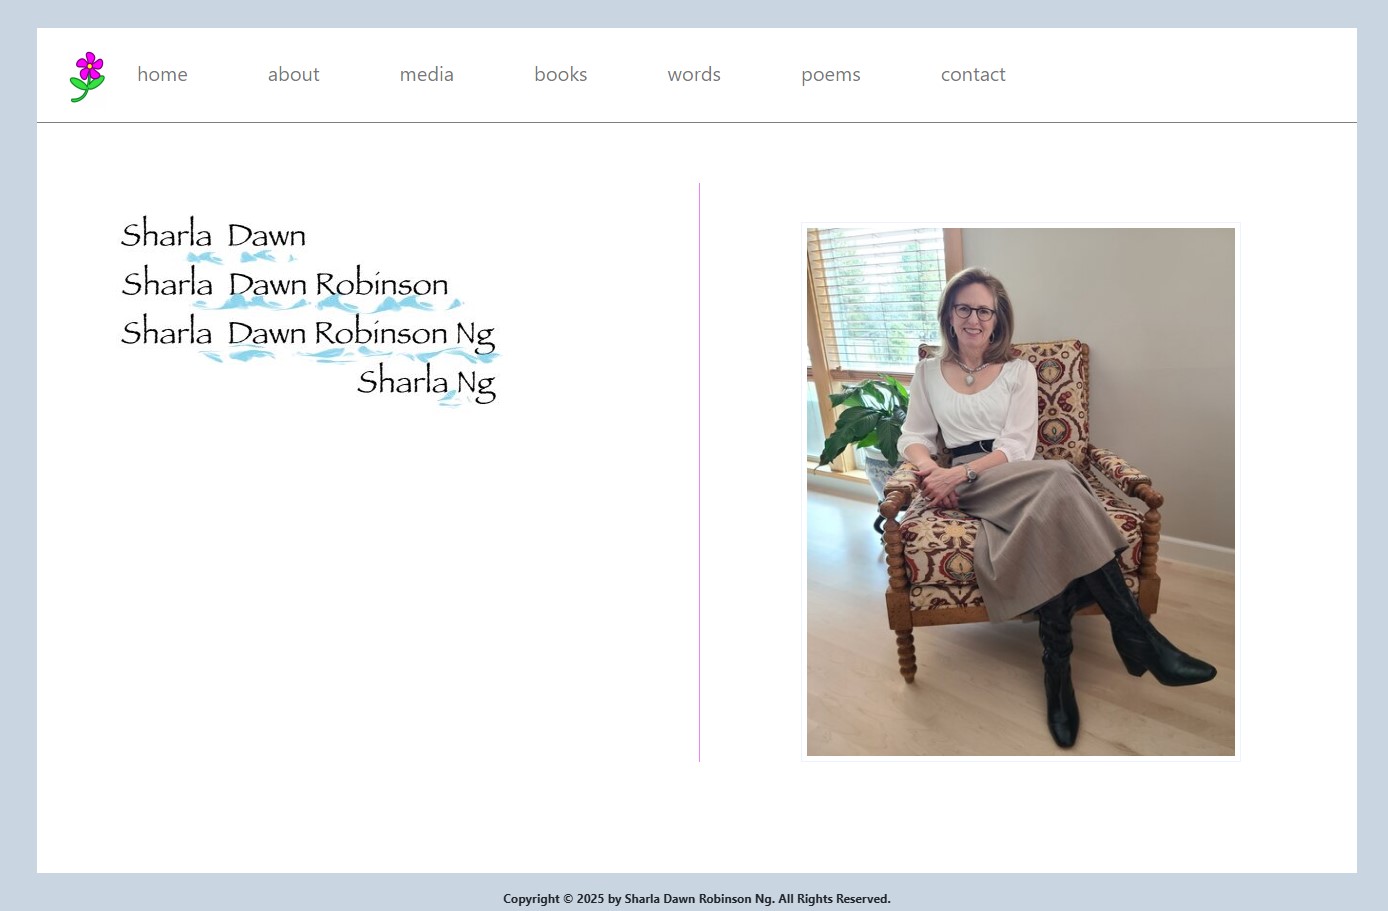 home about media books words poems contact
Sharla Dawn
Sharla Dawn Robinson
Sharla Dawn Robinson Ng
Sharla Ng
Copyright © 2025 by Sharla Dawn Robinson Ng. All Rights Reserved.